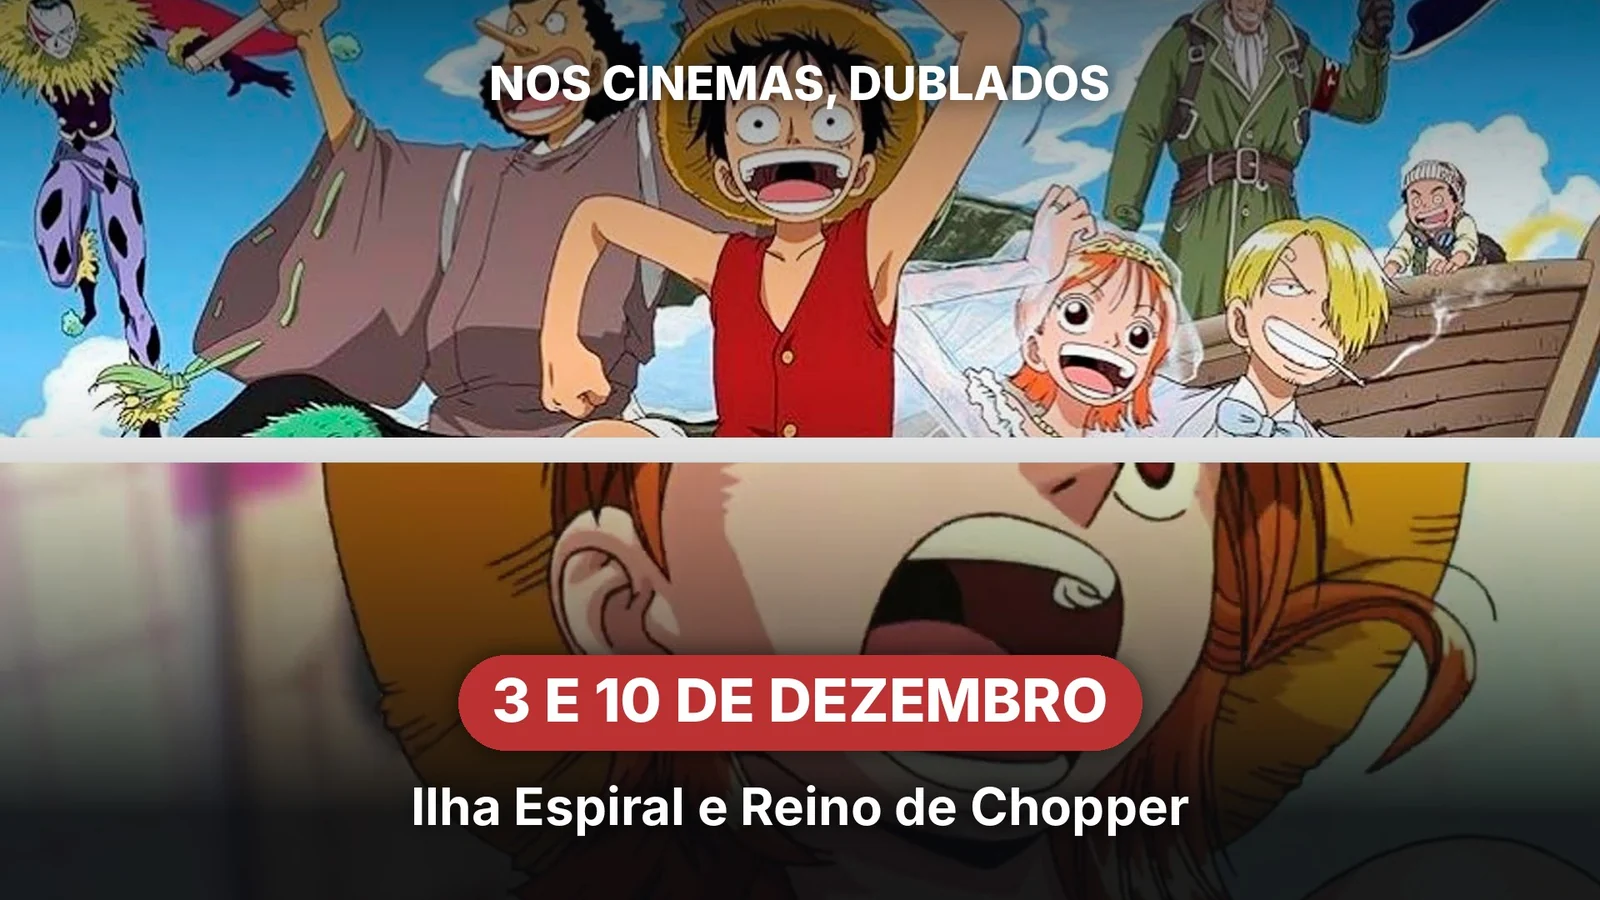 NOS CINEMAS, DUBLADOS
3 E 10 DE DEZEMBRO
Ilha Espiral e Reino de Chopper